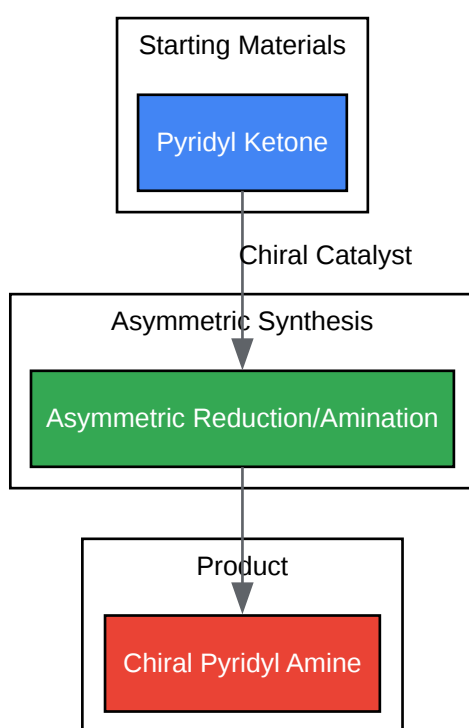 Starting Materials
Pyridyl Ketone
Chiral Catalyst
Asymmetric Synthesis
Asymmetric Reduction/Amination
Product
Chiral Pyridyl Amine